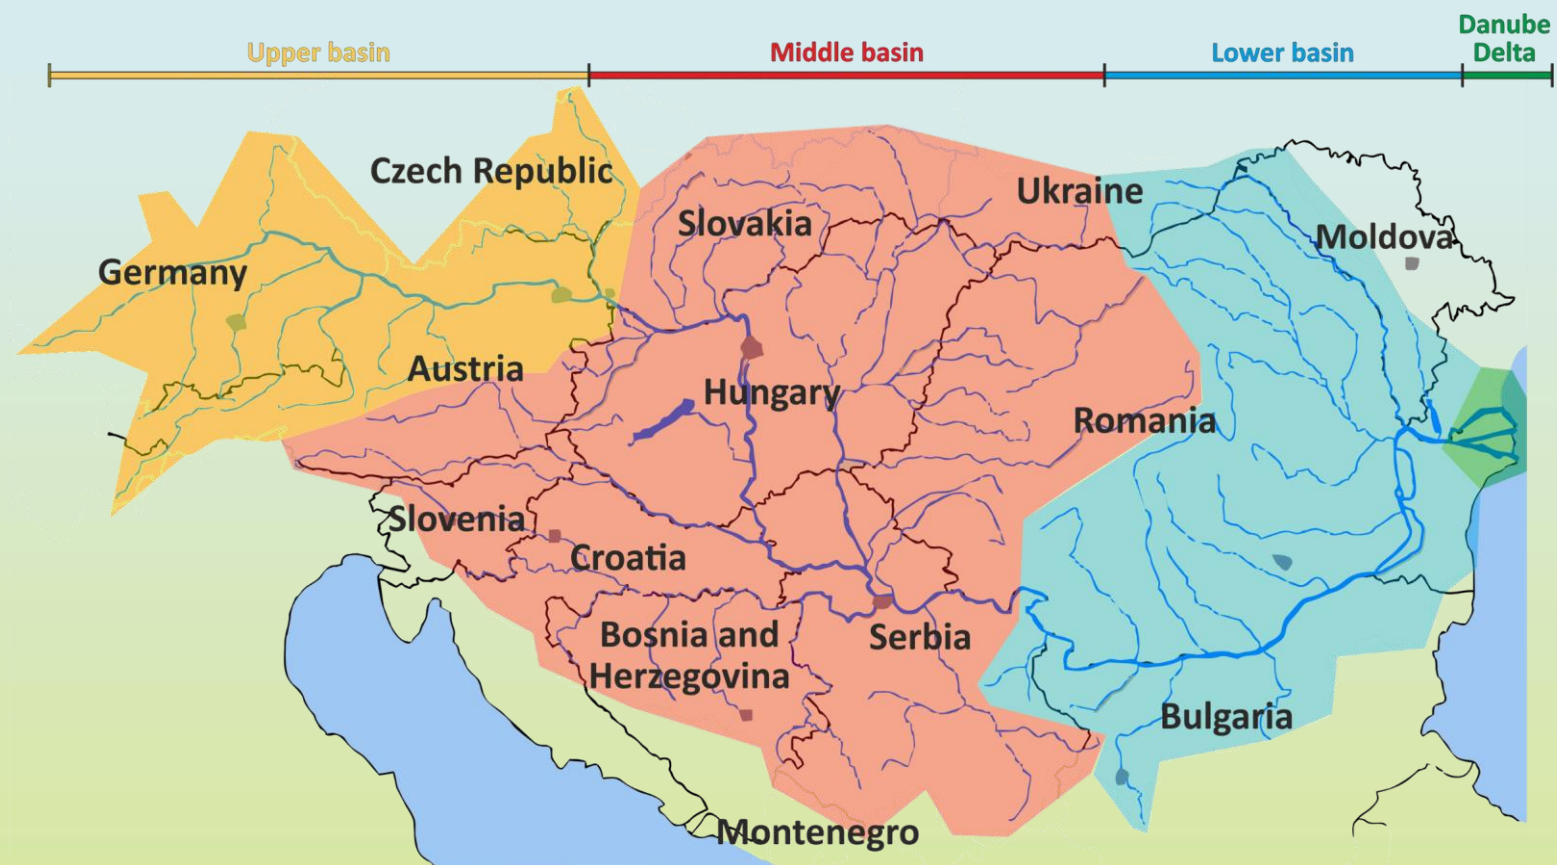 Upper basin
Middle basin
Lower basin
Danube
Delta
Czech Republic
Ukraine
Slovakia
Moldova
Germany
Austria
Hungary
Romania
Slovenia
Croatia
Bosnia and
Herzegovina
Serbia
Bulgaria
Montenegro